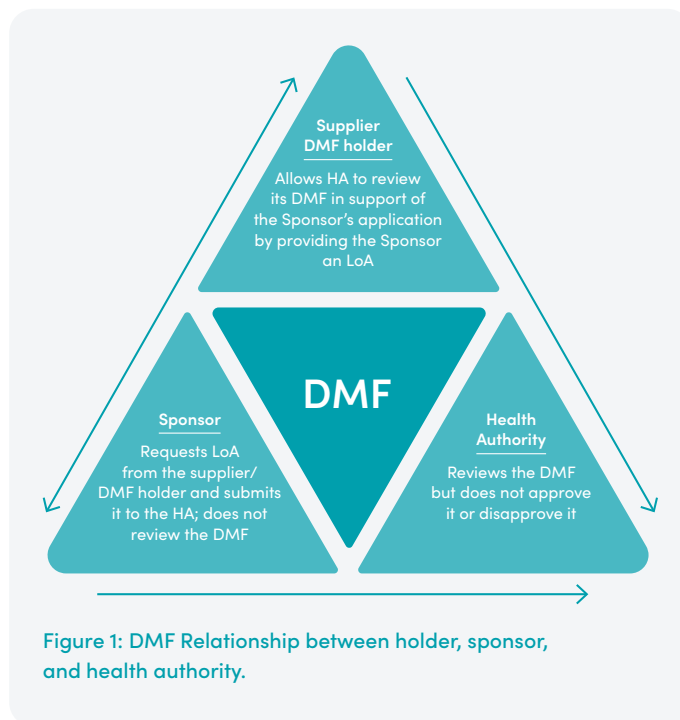 Supplier
DMF holder
Allows HA to review
its DMF in support of
the Sponsor's application
by providing the Sponsor
an LoA
DMF
Sponsor
Requests LoA
from the supplier/
DMF holder and submits
it to the HA; does not
review the DMF
Health
Authority
Reviews the DMF
but does not approve
it or disapprove it
Figure 1: DMF Relationship between holder, sponsor,
and health authority.